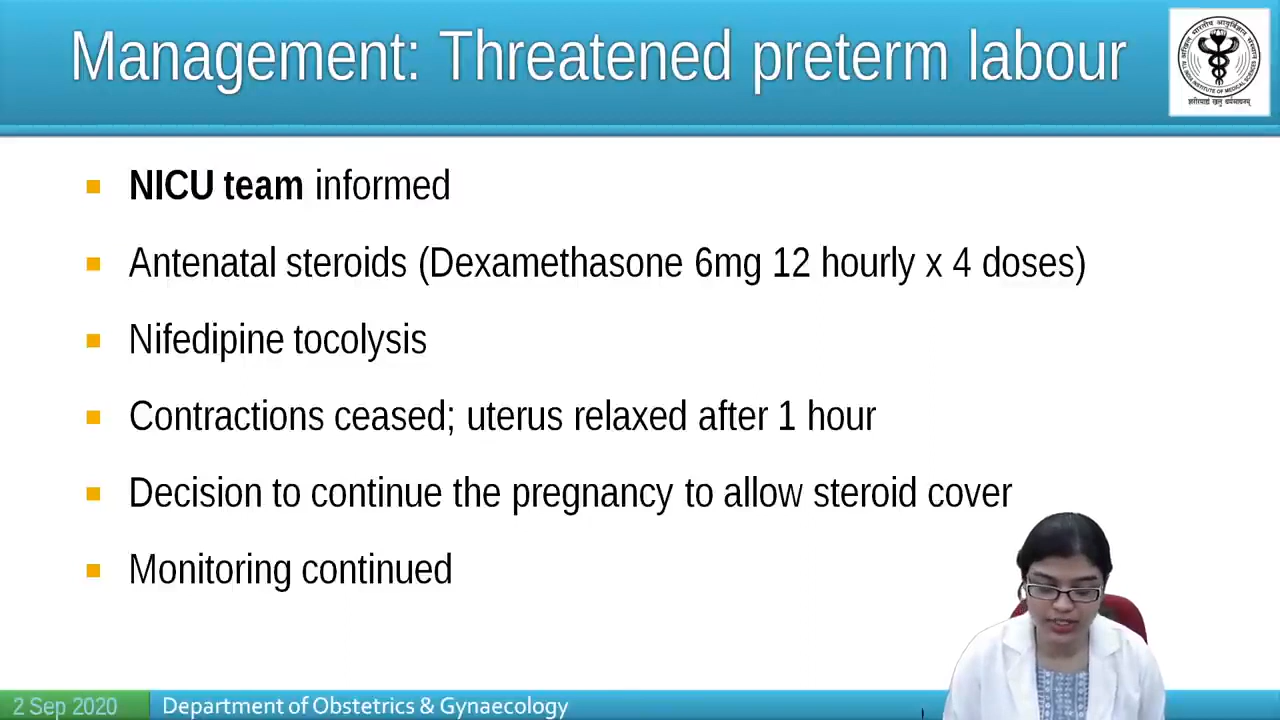 Management: Threatened preterm labour
NICU team informed
Antenatal steroids (Dexamethasone 6mg 12 hourly x 4 doses)
Nifedipine tocolysis
Contractions ceased; uterus relaxed after 1 hour
Decision to continue the pregnancy to allow steroid cover
Monitoring continued
2 Sep 2020
Department of Obstetrics & Gynaecology